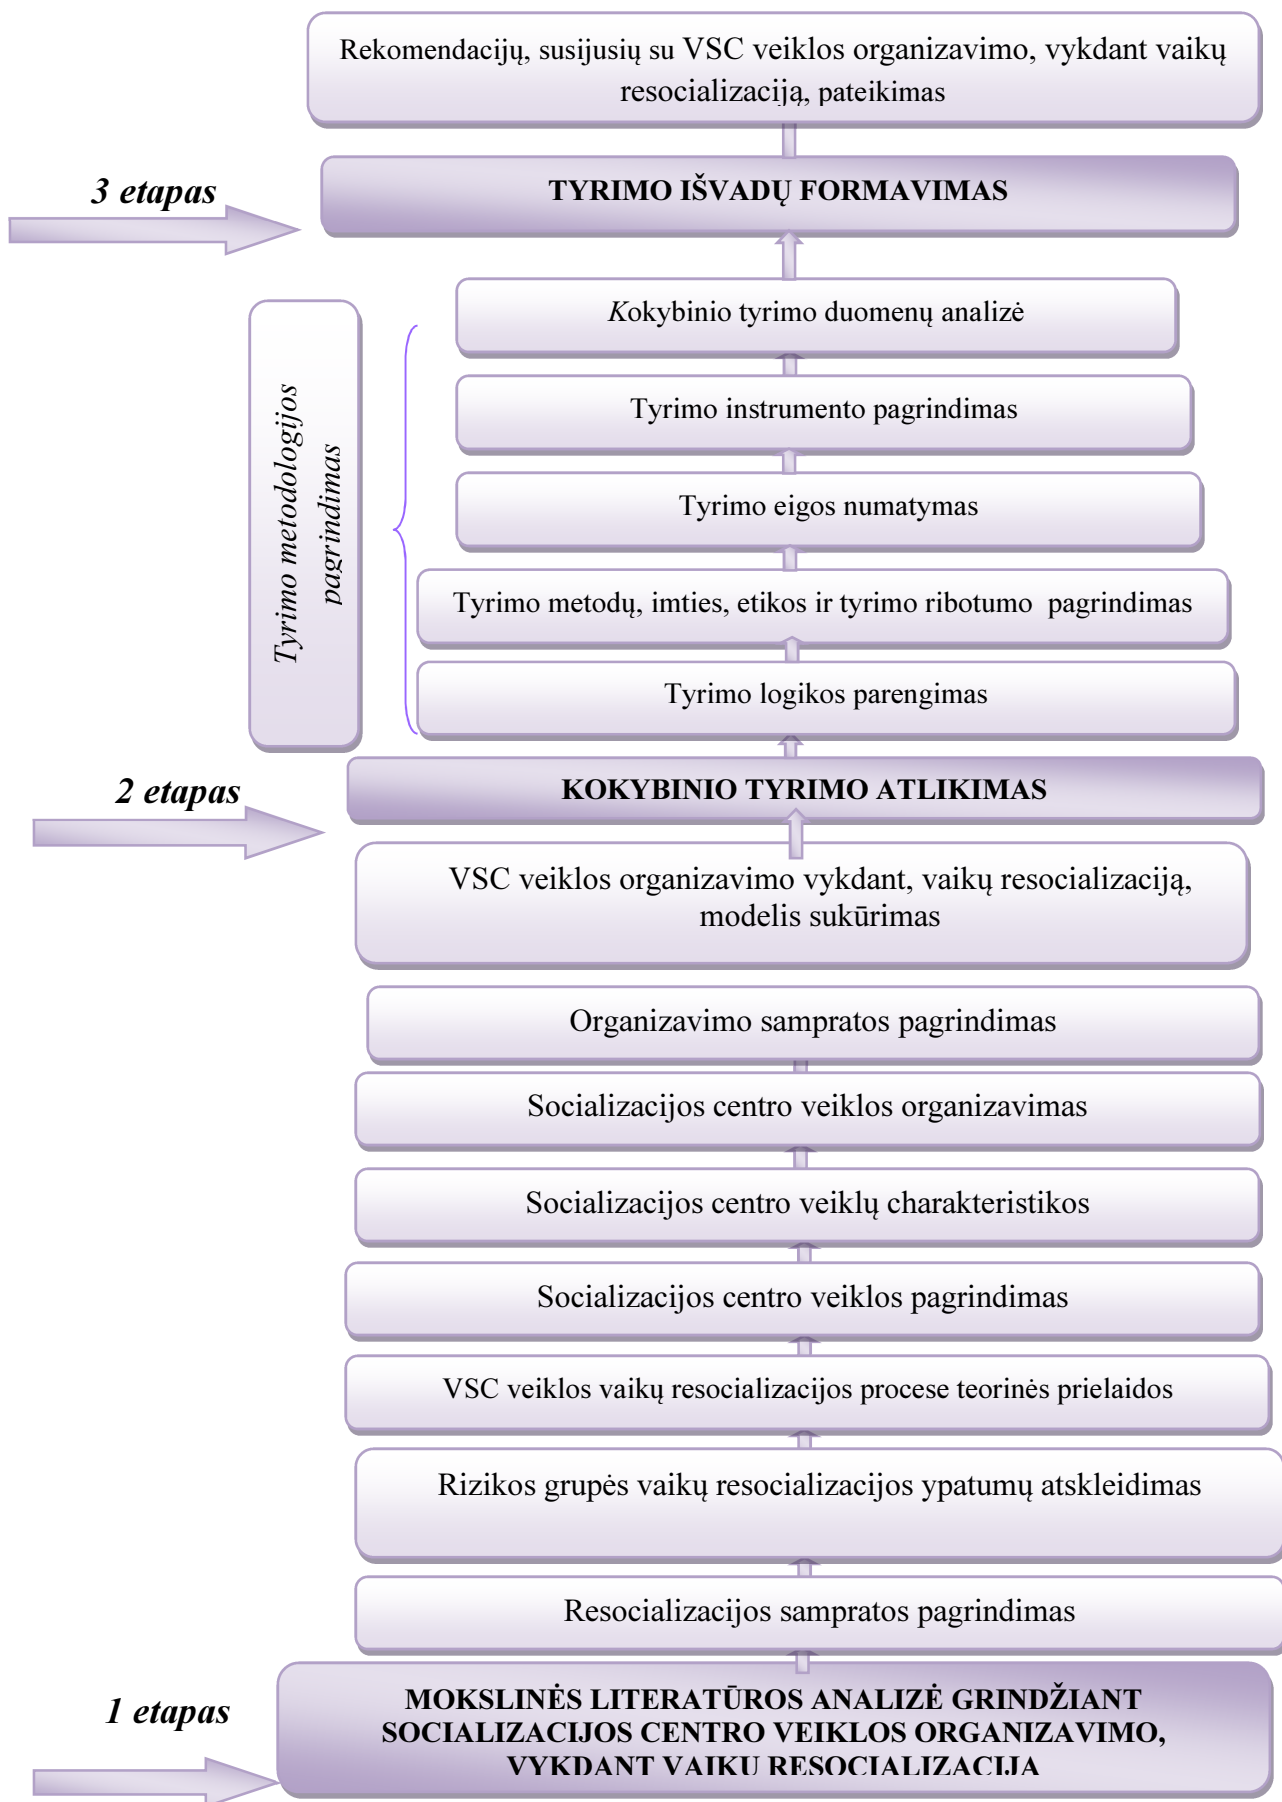 Rekomendacijų, susijusių su VSC veiklos organizavimo, vykdant vaikų
resocializaciją, pateikimas
3 etapas
TYRIMO IŠVADŲ FORMAVIMAS
Kokybinio tyrimo duomenų analizė
Tyrimo instrumento pagrindimas
Tyrimo eigos numatymas
Tyrimo metodų, imties, etikos ir tyrimo ribotumo pagrindimas
Tyrimo logikos parengimas
Tyrimo metodologijos
pagrindimas
2 etapas
KOKYBINIO TYRIMO ATLIKIMAS
VSC veiklos organizavimo vykdant, vaikų resocializaciją,
modelis sukūrimas
Organizavimo sampratos pagrindimas
Socializacijos centro veiklos organizavimas
Socializacijos centro veiklų charakteristikos
Socializacijos centro veiklos pagrindimas
VSC veiklos vaikų resocializacijos procese teorinės prielaidos
Rizikos grupės vaikų resocializacijos ypatumų atskleidimas
Resocializacijos sampratos pagrindimas
1 etapas
MOKSLINĖS LITERATŪROS ANALIZĖ GRINDŽIANT
SOCIALIZACIJOS CENTRO VEIKLOS ORGANIZAVIMO,
VYKDANT VAIKŲ RESOCIALIZACIJĄ